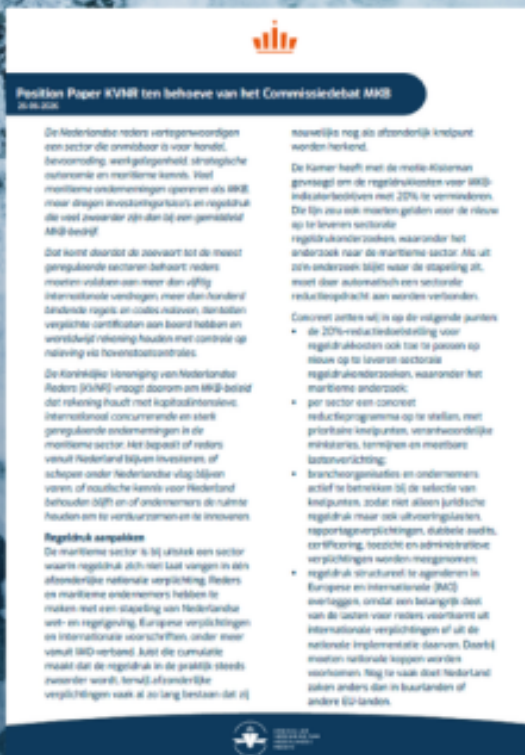 Position Paper KVNR ten behoeve van het Commissiedebat MKB
De Nederlandse reders vertegenwoordigen
een sector die onmisbaar is voor handel,
bevoorrading, werkgelegenheid, strategische
autonomie en maritieme kennis. Veel
maritieme ondernemingen opereren als MKB,
maar dragen investeringsrisico's en regeldruk
die veel zwaarder zijn dan bij een gemiddeld
MKB-bedrijf.
Dat komt doordat de zeevaart tot de meest
gereguleerde sectoren behoort: reders
moeten voldoen aan meer dan vijftig
internationale verdragen, meer dan honderd
bindende regels en codes naleven, tientallen
verplichte certificaten aan boord hebben en
wereldwijd rekening houden met controle op
naleving via havenstaatcontroles.
De Koninklijke Vereniging van Nederlandse
Reders (KVNR) vraagt daarom om MKB-beleid
dat rekening houdt met kapitaalintensieve,
internationaal concurrerende en sterk
gereguleerde ondernemingen in de
maritieme sector. Het bepaalt of reders
vanuit Nederland blijven investeren, of
schepen onder Nederlandse vlag blijven
varen, of nautische kennis voor Nederland
behouden blijft en of ondernemers de ruimte
houden om te verduurzamen en te innoveren.
Regeldruk aanpakken
De maritieme sector is bij uitstek een sector
waarin regeldruk zich niet laat vangen in één
afzonderlijke nationale verplichting. Reders
en maritieme ondernemers hebben te
maken met een stapeling van Nederlandse
wet- en regelgeving, Europese verplichtingen
en internationale voorschriften, onder meer
vanuit IMO-verband. Juist die cumulatie
maakt dat de regeldruk in de praktijk steeds
zwaarder wordt, terwijl afzonderlijke
verplichtingen vaak al zo lang bestaan dat zij
nauwelijks nog als afzonderlijk knelpunt
worden herkend.
De Kamer heeft met de motie-Kisteman
gevraagd om de regeldrukkosten voor MKB-
indicatorbedrijven met 20% te verminderen.
Die lijn zou ook moeten gelden voor de nieuw
op te leveren sectorale
regeldrukonderzoeken, waaronder het
onderzoek naar de maritieme sector. Als uit
zo'n onderzoek blijkt waar de stapeling zit,
moet daar automatisch een sectorale
reductieopdracht aan worden verbonden.
Concreet zetten wij in op de volgende punten:
• de 20%-reductiedoelstelling voor
regeldrukkosten ook toe te passen op
nieuw op te leveren sectorale
regeldrukonderzoeken, waaronder het
maritieme onderzoek;
• per sector een concreet
reductieprogramma op te stellen, met
prioritaire knelpunten, verantwoordelijke
ministeries, termijnen en meetbare
lastenverlichting;
• brancheorganisaties en ondernemers
actief te betrekken bij de selectie van
knelpunten, zodat niet alleen juridische
regeldruk maar ook uitvoeringslasten,
rapportageverplichtingen, dubbele audits,
certificering, toezicht en administratieve
verplichtingen worden meegenomen;
• regeldruk structureel te agenderen in
Europese en internationale (IMO)
overleggen, omdat een belangrijk deel
van de lasten voor reders voortkomt uit
internationale verplichtingen of uit de
nationale implementatie daarvan. Daarbij
moeten nationale koppen worden
voorkomen. Nog te vaak doet Nederland
zaken anders dan in buurlanden of
andere EU-landen.